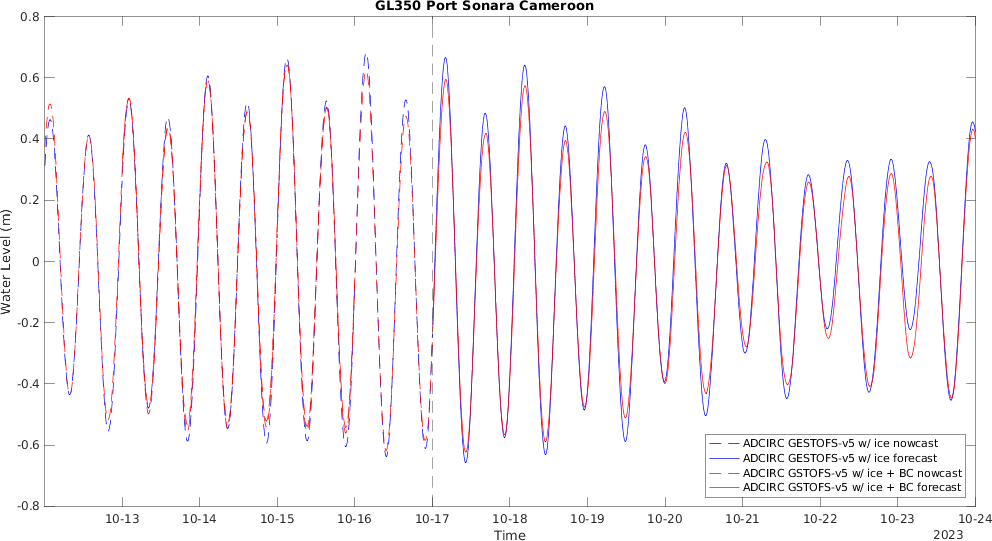 GL350 Port Sonara Cameroon
0.8
0.6
0.4
0.2
0
-0.2
-0.4
-0.6
-0.8
Water Level (m)
ADCIRC GESTOFS-v5 w/ ice nowcast
ADCIRC GESTOFS-v5 w/ ice forecast
ADCIRC GSTOFS-v5 w/ ice + BC nowcast
ADCIRC GSTOFS-v5 w/ ice + BC forecast
10-13 10-14 10-15 10-16 10-17 10-18 10-19 10-20 10-21 10-22 10-23 10-24
Time
2023